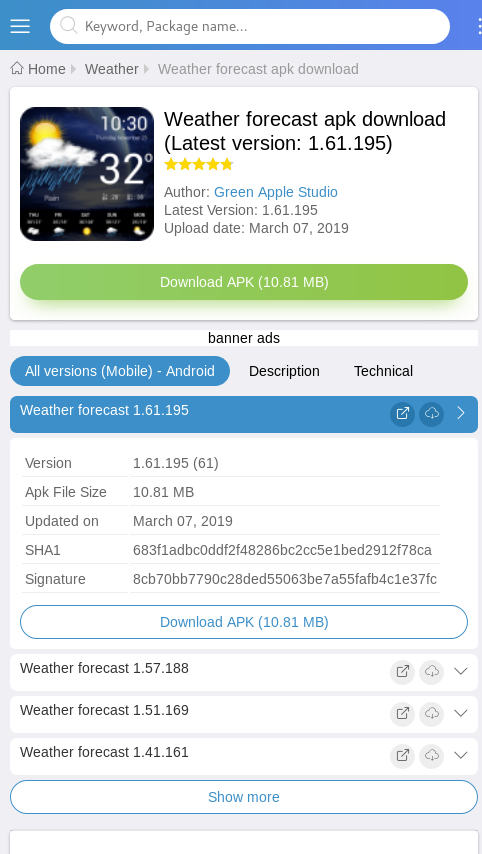 Keyword, Package name...
Home Weather Weather forecast apk download
10:30
32°
Weather forecast apk download
(Latest version: 1.61.195)
Author: Green Apple Studio
Latest Version: 1.61.195
Upload date: March 07, 2019
Download APK (10.81 MB)
banner ads
All versions (Mobile) - Android Description Technical
Weather forecast 1.61.195
Version 1.61.195 (61)
Apk File Size 10.81 MB
Updated on March 07, 2019
SHA1 683f1adbc0ddf2f48286bc2cc5e1bed2912f78ca
Signature 8cb70bb7790c28ded55063be7a55fafb4c1e37fc
Download APK (10.81 MB)
Weather forecast 1.57.188
Weather forecast 1.51.169
Weather forecast 1.41.161
Show more